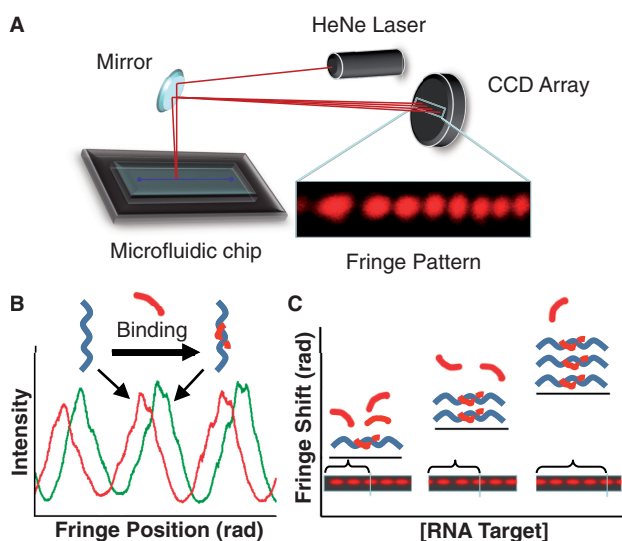 A
HeNe Laser
Mirror
CCD Array
Microfluidic chip
Fringe Pattern
B
Binding
Intensity
Fringe Position (rad)
C
Fringe Shift (rad)
[RNA Target]